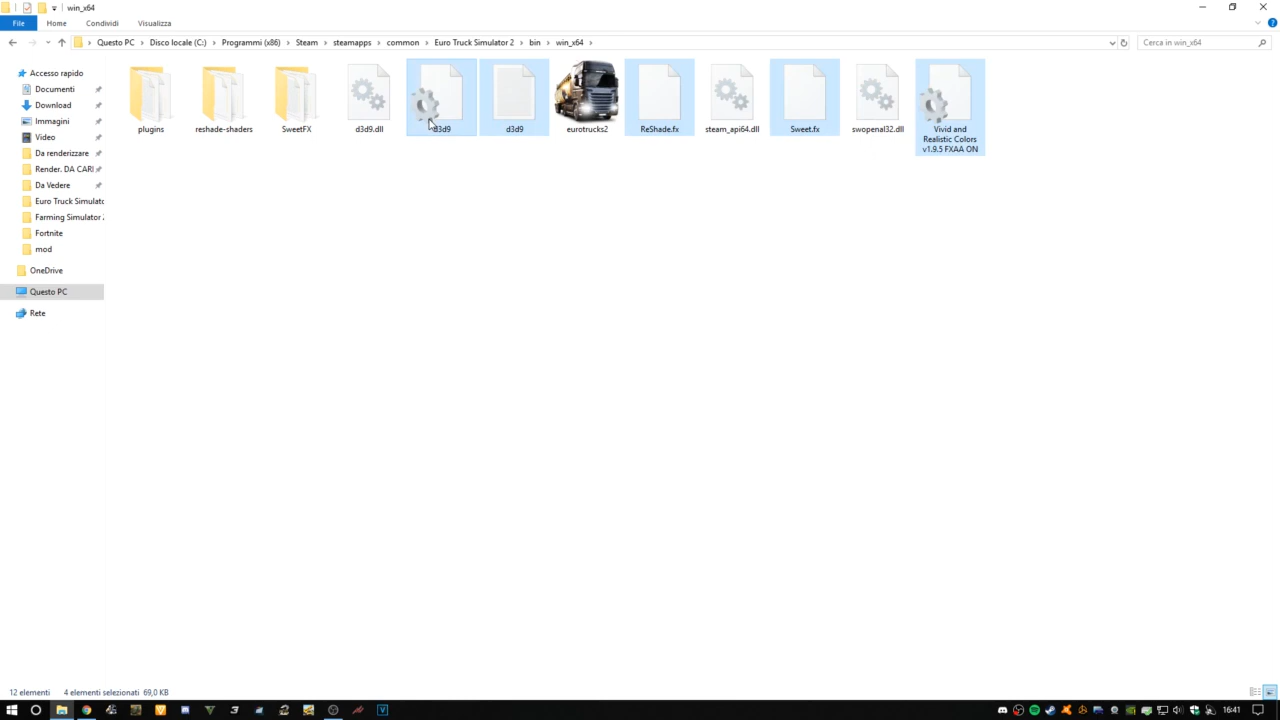 win_x64
File Home Condividi Visualizza
Questo PC Disco locale (C:) Programmi (x86) Steam steamapps common Euro Truck Simulator 2 bin win_x64
Cerca in win_x64
Accesso rapido
Documenti
Download
Immagini
Video
Da renderizzare
Render. DA CARI
Da Vedere
Euro Truck Simulato
Farming Simulator 2
Fortnite
mod
OneDrive
Questo PC
Rete
plugins
reshade-shaders
SweetFX
d3d9.dll
d3d9
d3d9
eurotrucks2
ReShade.fx
steam_api64.dll
Sweet.fx
swopenal32.dll
Vivid and
Realistic Colors
v1.9.5 FXAA ON
12 elementi 4 elementi selezionati 69,0 KB
16:41